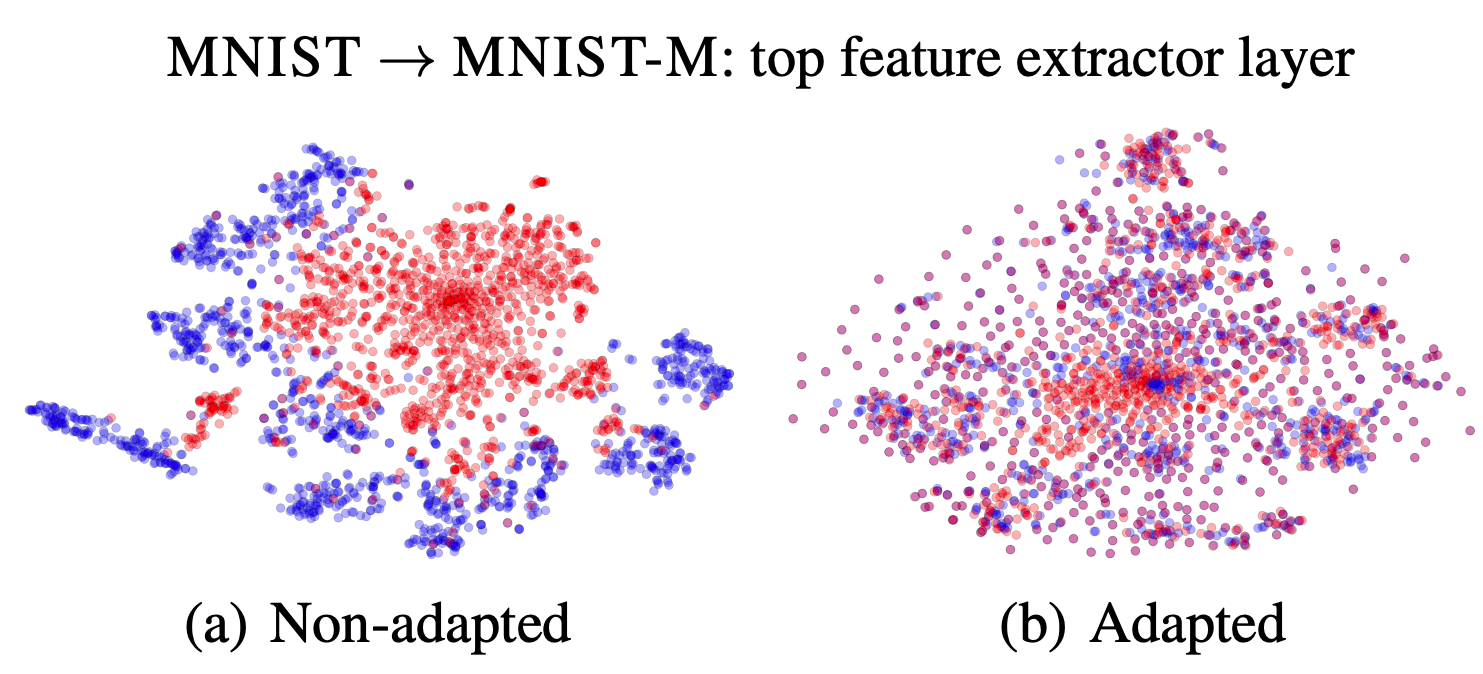 MNIST → MNIST-M: top feature extractor layer
(a) Non-adapted
(b) Adapted